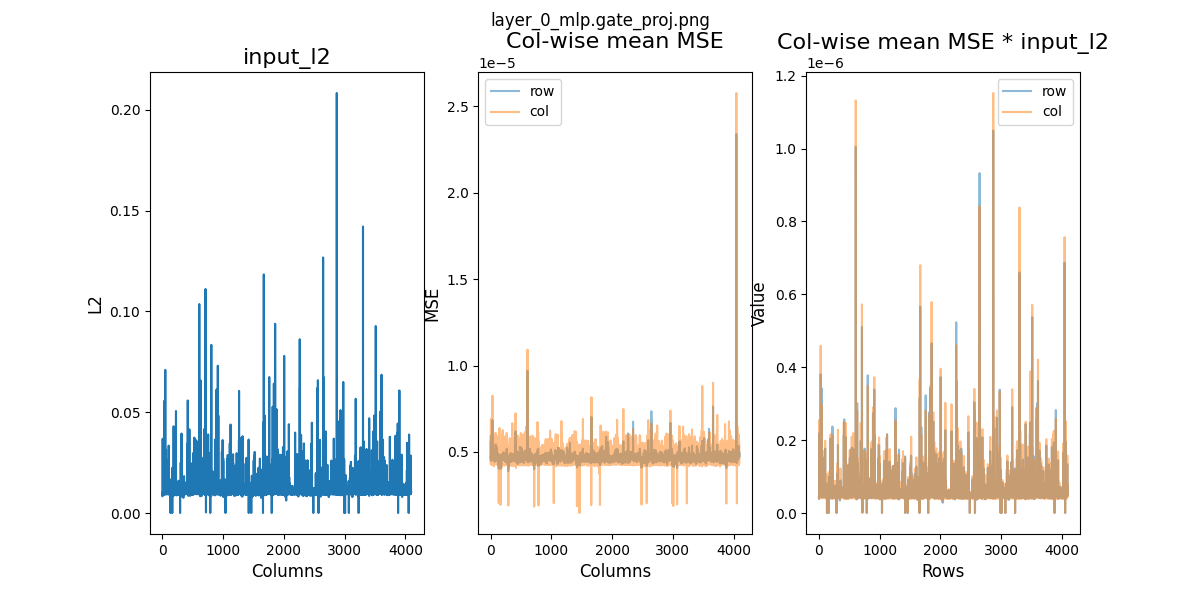 layer_0_mlp.gate_proj.png
input_l2
L2
0.20
0.15
0.10
0.05
0.00
0 1000 2000 3000 4000
Columns
Col-wise mean MSE
1e−5
row
col
MSE
2.5
2.0
1.5
1.0
0.5
0 1000 2000 3000 4000
Columns
Col-wise mean MSE * input_l2
1e−6
row
col
Value
1.2
1.0
0.8
0.6
0.4
0.2
0.0
0 1000 2000 3000 4000
Rows